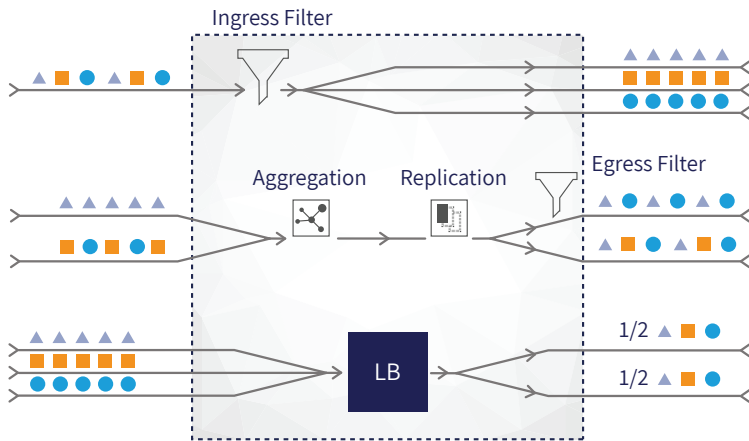 Ingress Filter
Aggregation
Replication
Egress Filter
LB
1/2
1/2